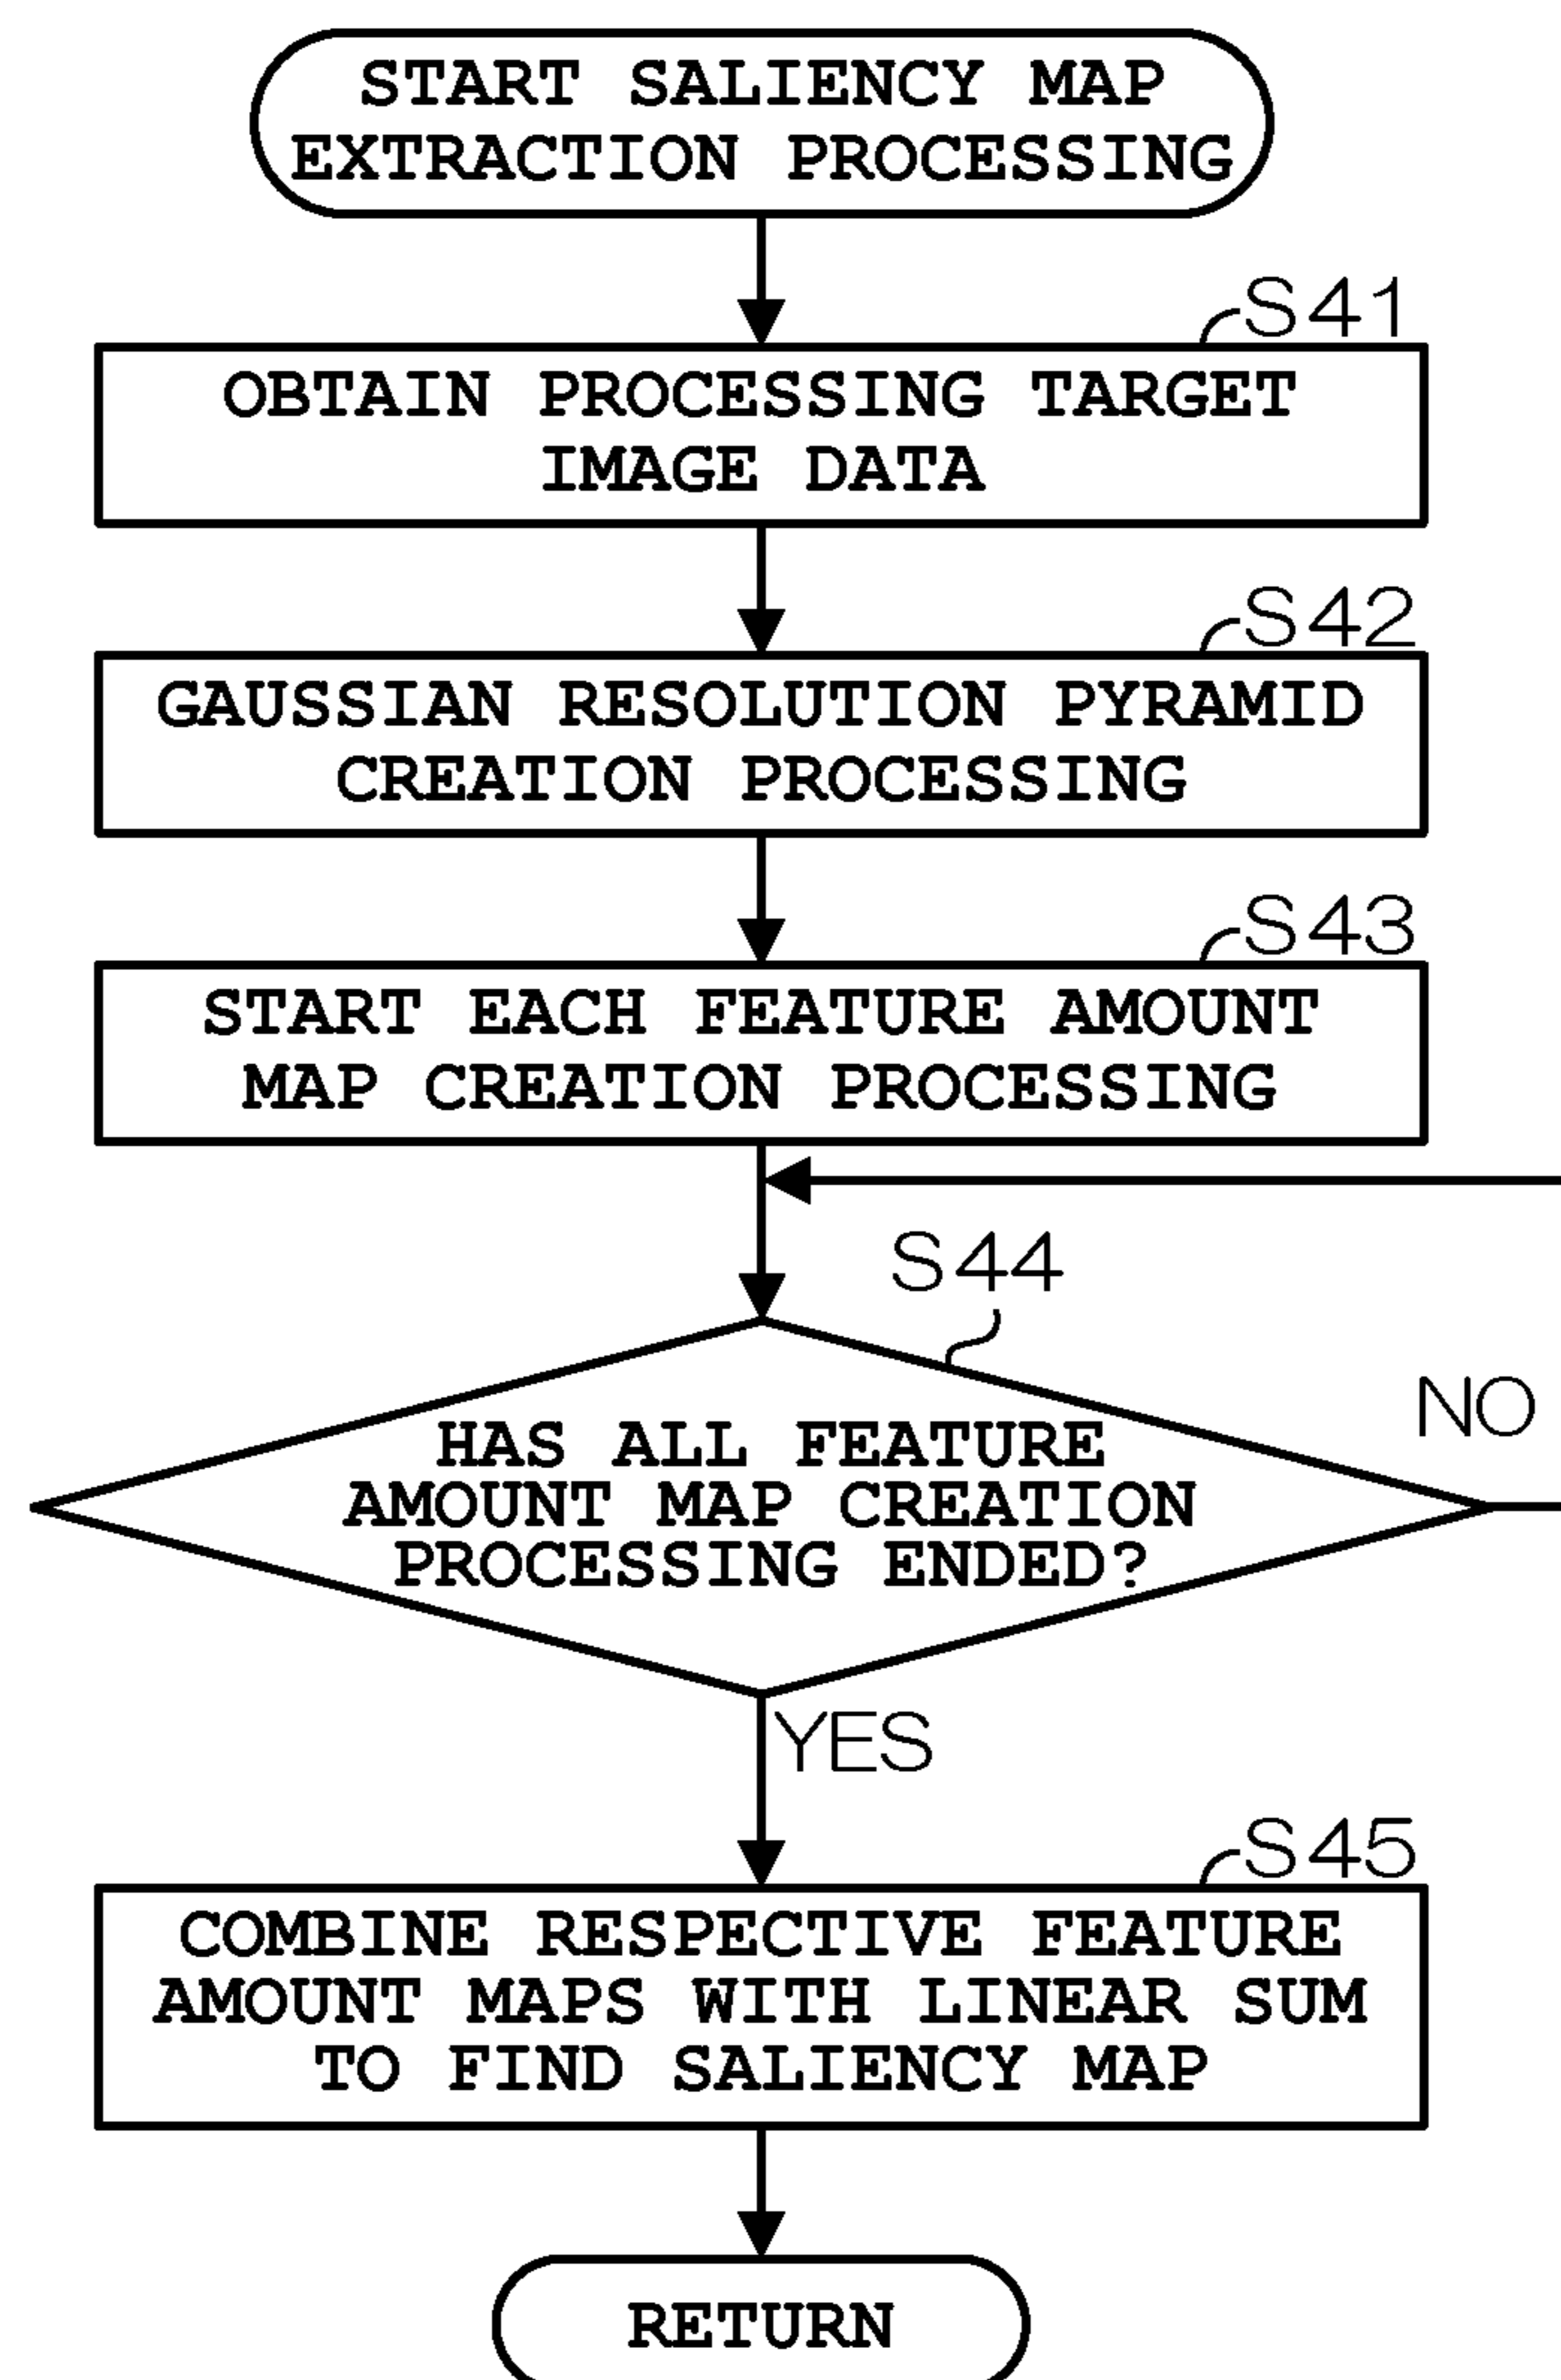 START SALIENCY MAP
EXTRACTION PROCESSING
S41
OBTAIN PROCESSING TARGET
IMAGE DATA
S42
GAUSSIAN RESOLUTION PYRAMID
CREATION PROCESSING
S43
START EACH FEATURE AMOUNT
MAP CREATION PROCESSING
S44
HAS ALL FEATURE
AMOUNT MAP CREATION
PROCESSING ENDED?
NO
YES
S45
COMBINE RESPECTIVE FEATURE
AMOUNT MAPS WITH LINEAR SUM
TO FIND SALIENCY MAP
RETURN